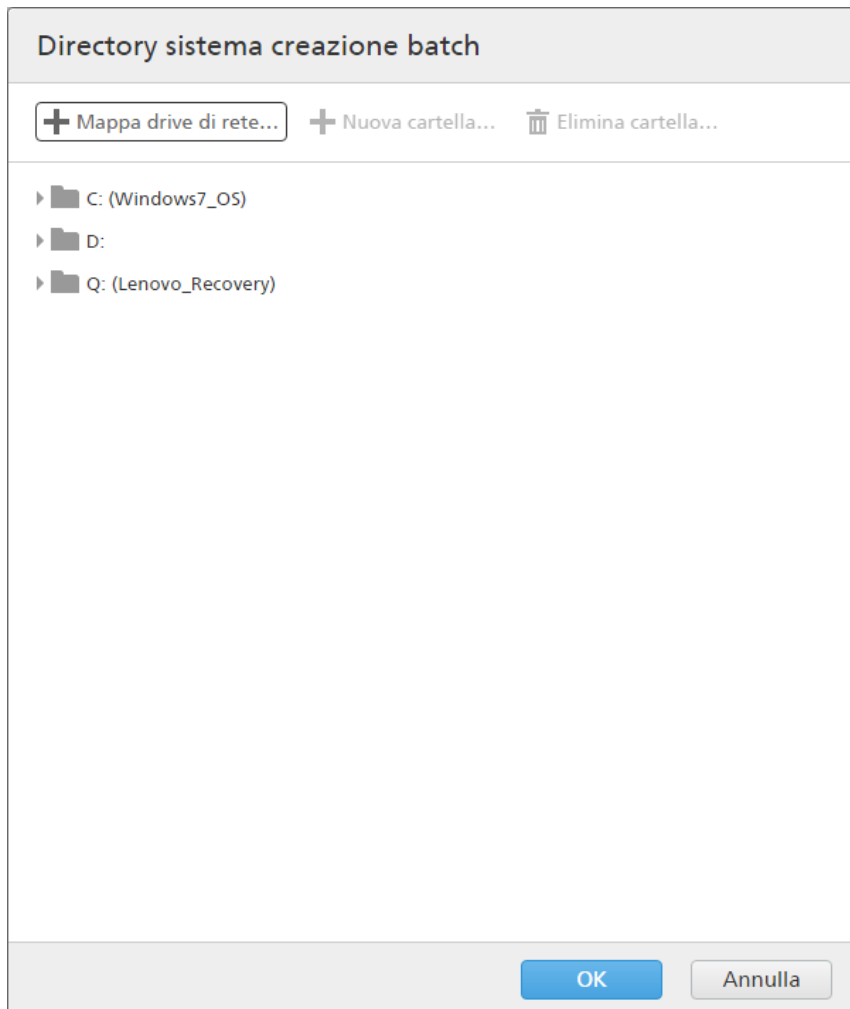 Directory sistema creazione batch
Mappa drive di rete... Nuova cartella... Elimina cartella...
C: (Windows7_OS)
D:
Q: (Lenovo_Recovery)
OK Annulla